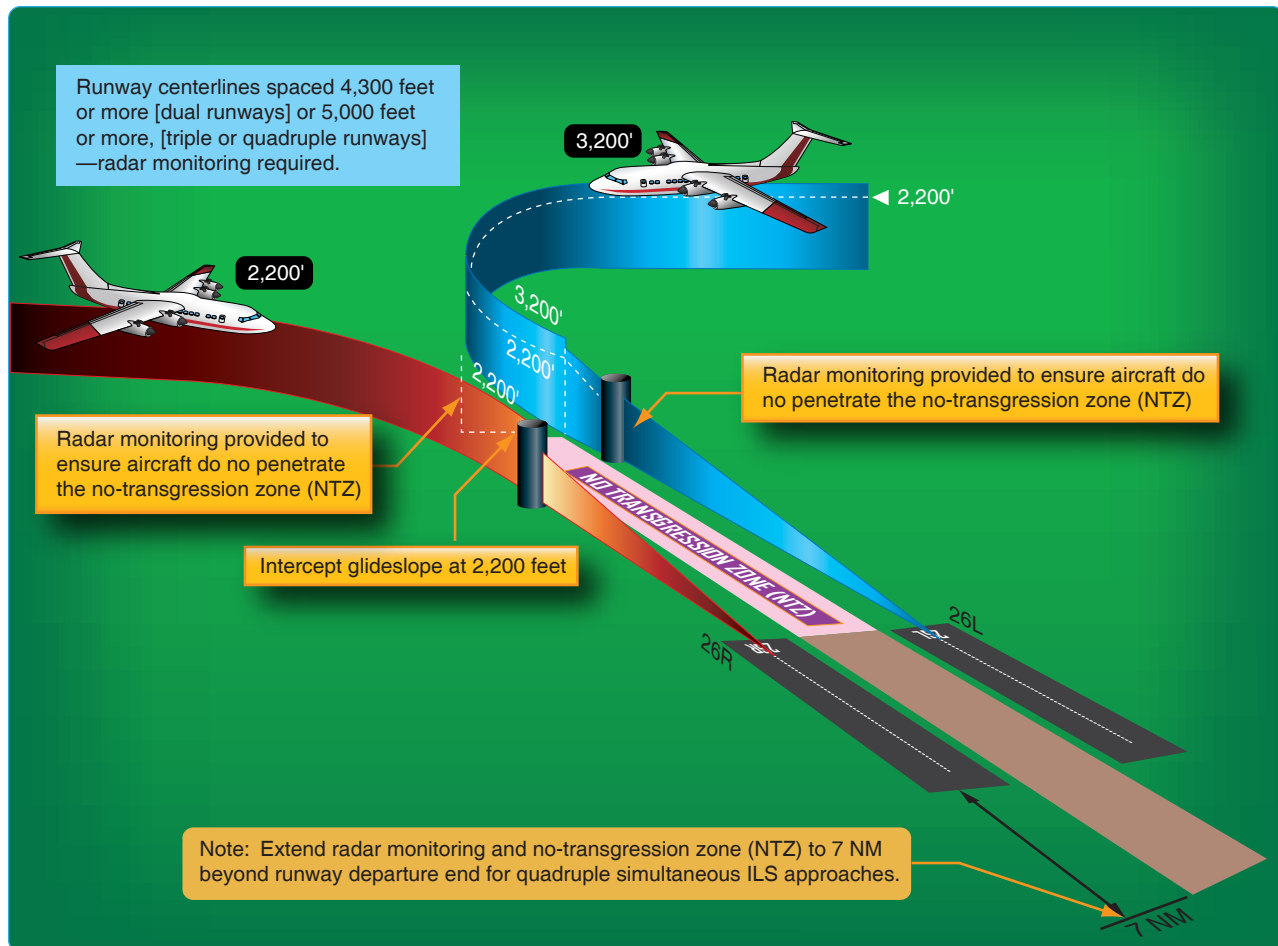 Runway centerlines spaced 4,300 feet
or more [dual runways] or 5,000 feet
or more, [triple or quadruple runways]
—radar monitoring required.
3,200'
2,200'
2,200'
3,200'
2,200'
2,200'
Radar monitoring provided to ensure aircraft do
no penetrate the no-transgression zone (NTZ)
Radar monitoring provided to
ensure aircraft do no penetrate
the no-transgression zone (NTZ)
Intercept glideslope at 2,200 feet
NO TRANSGRESSION ZONE (NTZ)
26L
26R
Note: Extend radar monitoring and no-transgression zone (NTZ) to 7 NM
beyond runway departure end for quadruple simultaneous ILS approaches.
7 NM